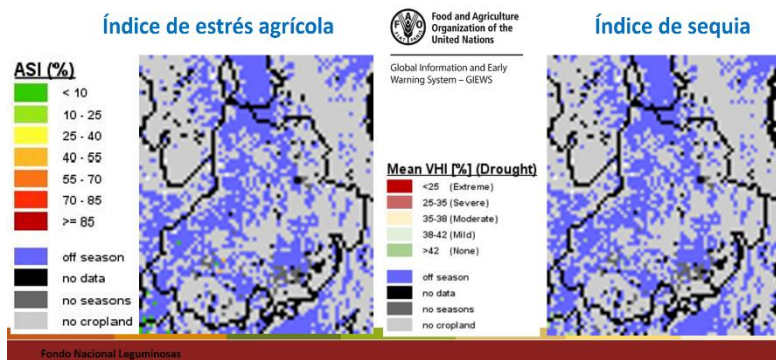 Índice de estrés agrícola
Food and Agriculture
Organization of the
United Nations
FIAT PANIS
Global Information and Early
Warning System – GIEWS
Índice de sequia
ASI (%)
< 10
10 - 25
25 - 40
40 - 55
55 - 70
70 - 85
>= 85
off season
no data
no seasons
no cropland
Mean VHI [%] (Drought)
<25 (Extreme)
25-35 (Severe)
35-38 (Moderate)
38-42 (Mild)
>42 (None)
off season
no data
no seasons
no cropland
Fondo Nacional Leguminosas